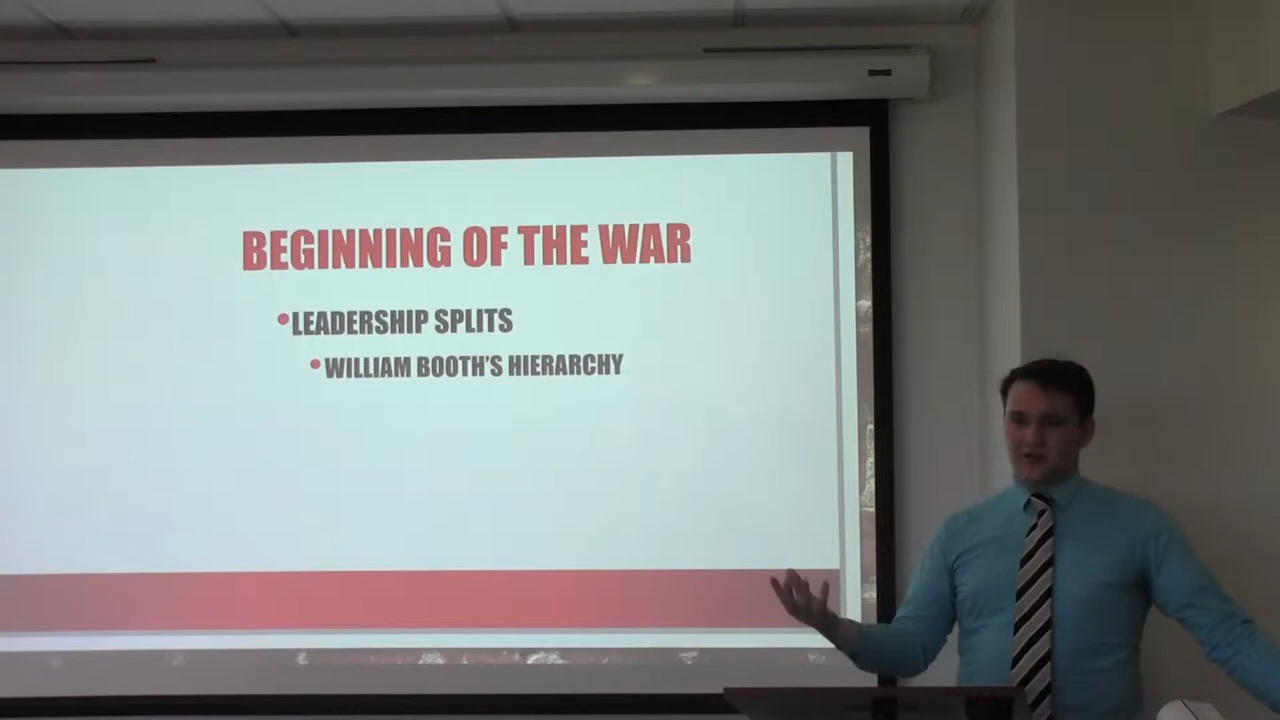 BEGINNING OF THE WAR
•LEADERSHIP SPLITS
•WILLIAM BOOTH'S HIERARCHY